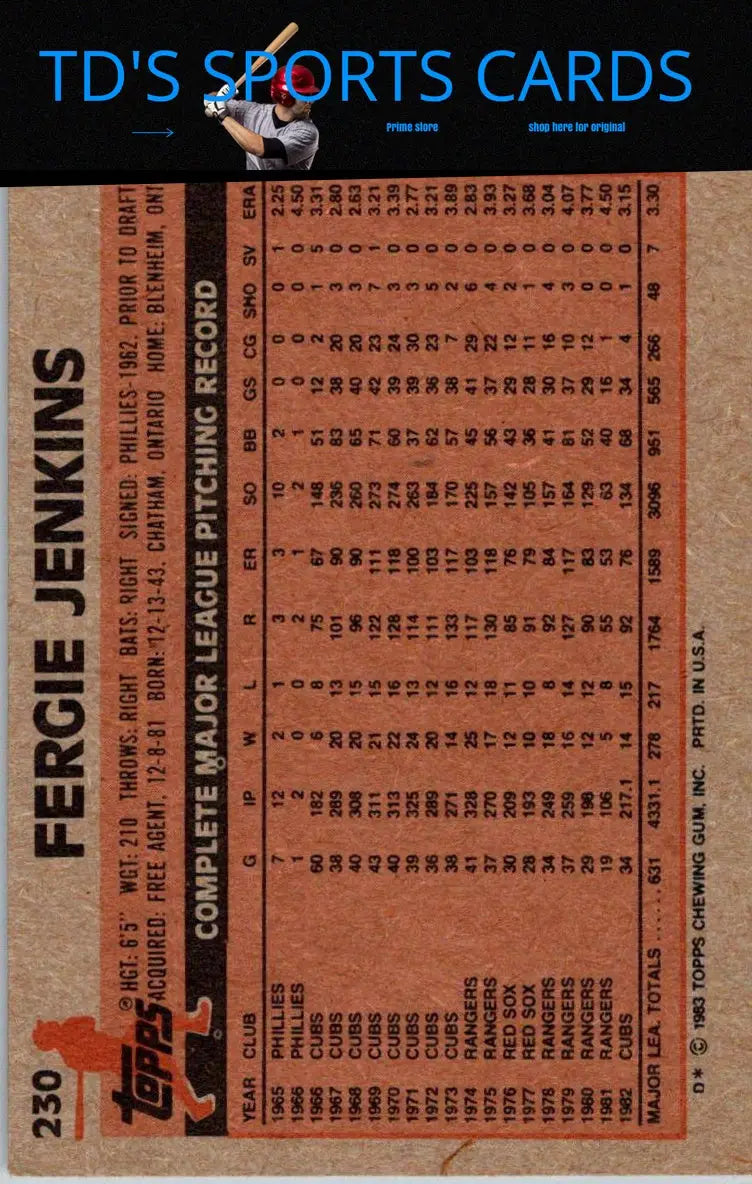 TD'S SPORTS CARDS
Prime store
shop here for original
230
FERGIE JENKINS
topps®
HGT: 6'5" WGT: 210 THROWS: RIGHT BATS: RIGHT SIGNED: PHILLIES-1962, PRIOR TO DRAFT
ACQUIRED: FREE AGENT, 12-8-81 BORN: 12-13-43, CHATHAM, ONTARIO HOME: BLENHEIM, ONT
COMPLETE MAJOR LEAGUE PITCHING RECORD
YEAR CLUB G IP W L R ER SO BB GS CG SHO SV ERA
1965 PHILLIES 7 12 2 1 3 3 10 2 0 0 0 1 2.25
1966 PHILLIES 1 2 0 0 2 1 2 1 0 0 0 0 4.50
1966 CUBS 60 182 6 8 75 67 148 51 12 2 1 5 3.31
1967 CUBS 38 289 20 13 101 90 236 83 38 20 3 0 2.80
1968 CUBS 40 308 20 15 96 90 260 65 40 20 3 0 2.63
1969 CUBS 43 311 21 15 122 111 273 71 42 23 7 1 3.21
1970 CUBS 40 313 22 16 128 118 274 60 39 24 3 0 3.39
1971 CUBS 39 325 24 13 114 100 263 37 39 30 3 0 2.77
1972 CUBS 36 289 20 12 111 103 184 62 36 23 5 0 3.21
1973 CUBS 38 271 14 16 133 117 170 57 38 7 2 0 3.89
1974 RANGERS 41 328 25 12 117 103 225 45 41 29 6 0 2.83
1975 RANGERS 37 270 17 18 130 118 157 56 37 22 4 0 3.93
1976 RED SOX 30 209 12 11 85 76 142 43 29 12 2 0 3.27
1977 RED SOX 28 193 10 10 91 79 105 36 28 11 1 0 3.68
1978 RANGERS 34 249 18 8 92 84 157 41 30 16 4 0 3.04
1979 RANGERS 37 259 16 14 127 117 164 81 37 10 3 0 4.07
1980 RANGERS 29 198 12 12 90 83 129 52 29 12 0 0 3.77
1981 RANGERS 19 106 5 8 55 53 63 40 16 1 0 0 4.50
1982 CUBS 34 217.1 14 15 92 76 134 68 34 4 1 0 3.15
MAJOR LEA. TOTALS ...... 631 4331.1 278 217 1764 1589 3096 951 565 266 48 7 3.30
D* © 1983 TOPPS CHEWING GUM, INC. PRTD. IN U.S.A.